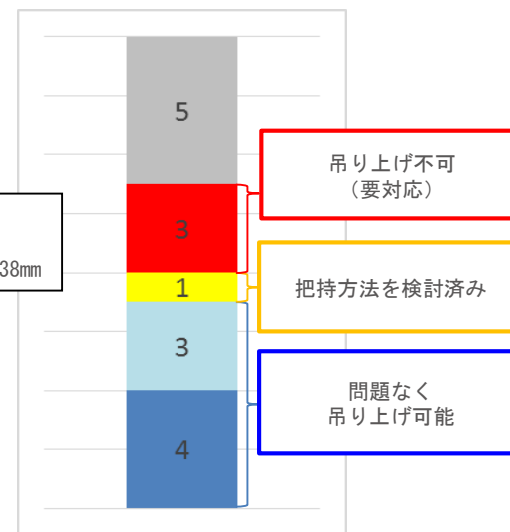 5
吊り上げ不可
（要対応）
3
38mm
1
把持方法を検討済み
3
問題なく
吊り上げ可能
4